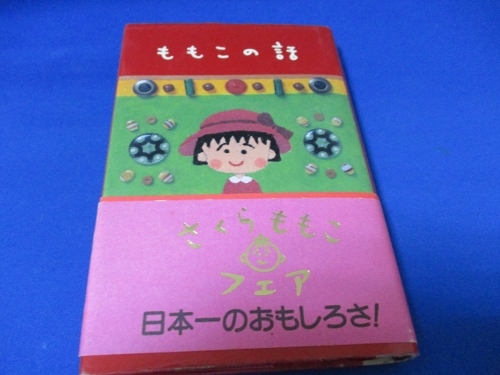 ももこの話
さくらももこ
フェア
日本一のおもしろさ!